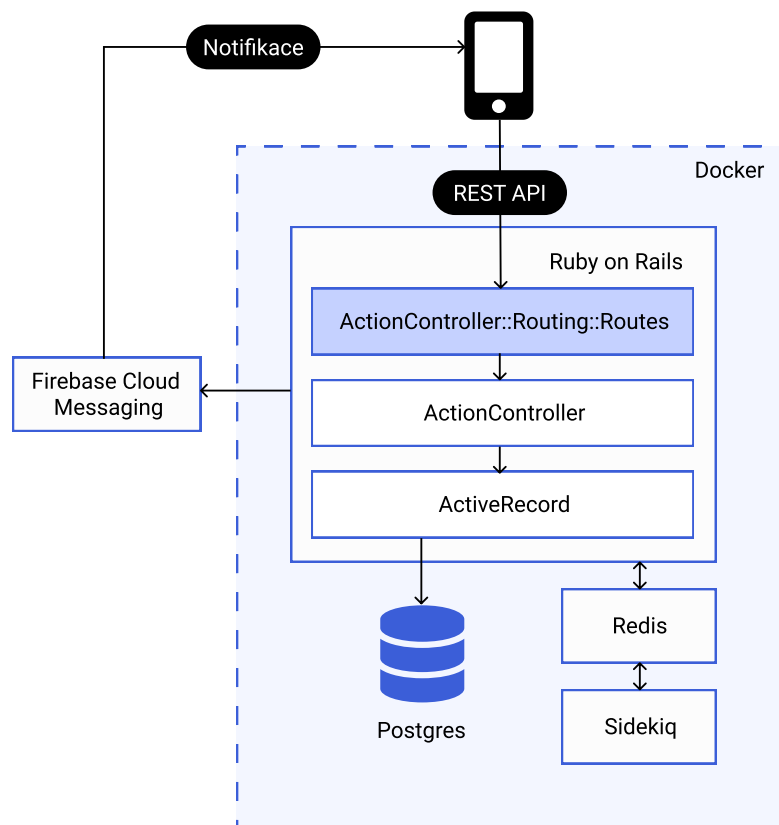 Notifikace
Docker
REST API
Ruby on Rails
ActionController::Routing::Routes
Firebase Cloud
Messaging
ActionController
ActiveRecord
Redis
Postgres
Sidekiq